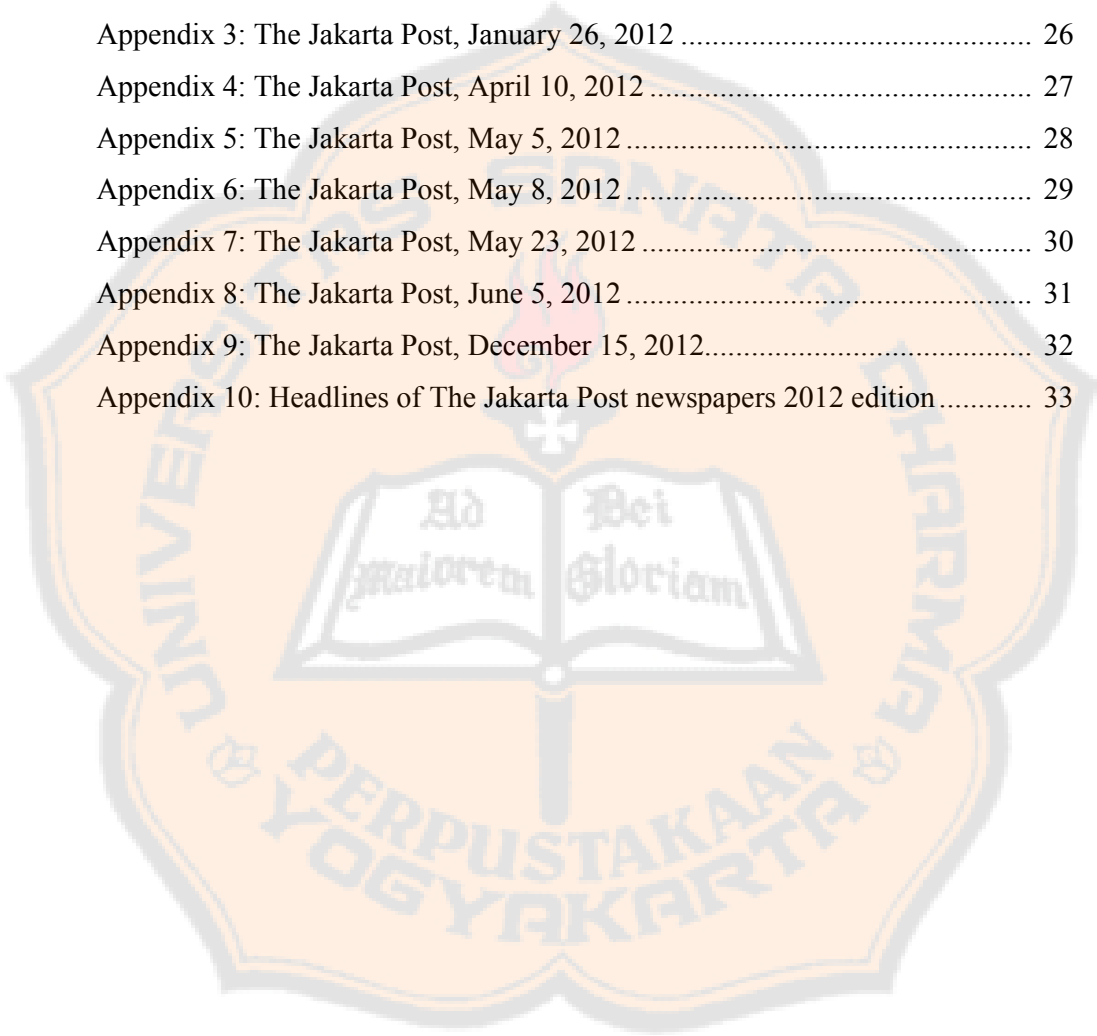 Appendix 3: The Jakarta Post, January 26, 2012 ................................................... 26
Appendix 4: The Jakarta Post, April 10, 2012 ....................................................... 27
Appendix 5: The Jakarta Post, May 5, 2012 .......................................................... 28
Appendix 6: The Jakarta Post, May 8, 2012 .......................................................... 29
Appendix 7: The Jakarta Post, May 23, 2012 ........................................................ 30
Appendix 8: The Jakarta Post, June 5, 2012 .......................................................... 31
Appendix 9: The Jakarta Post, December 15, 2012............................................... 32
Appendix 10: Headlines of The Jakarta Post newspapers 2012 edition ............ 33
UNIVERSITAS SANATA DHARMA
Ad Dei
maiorem Gloriam
PERPUSTAKAAN
YOGYAKARTA